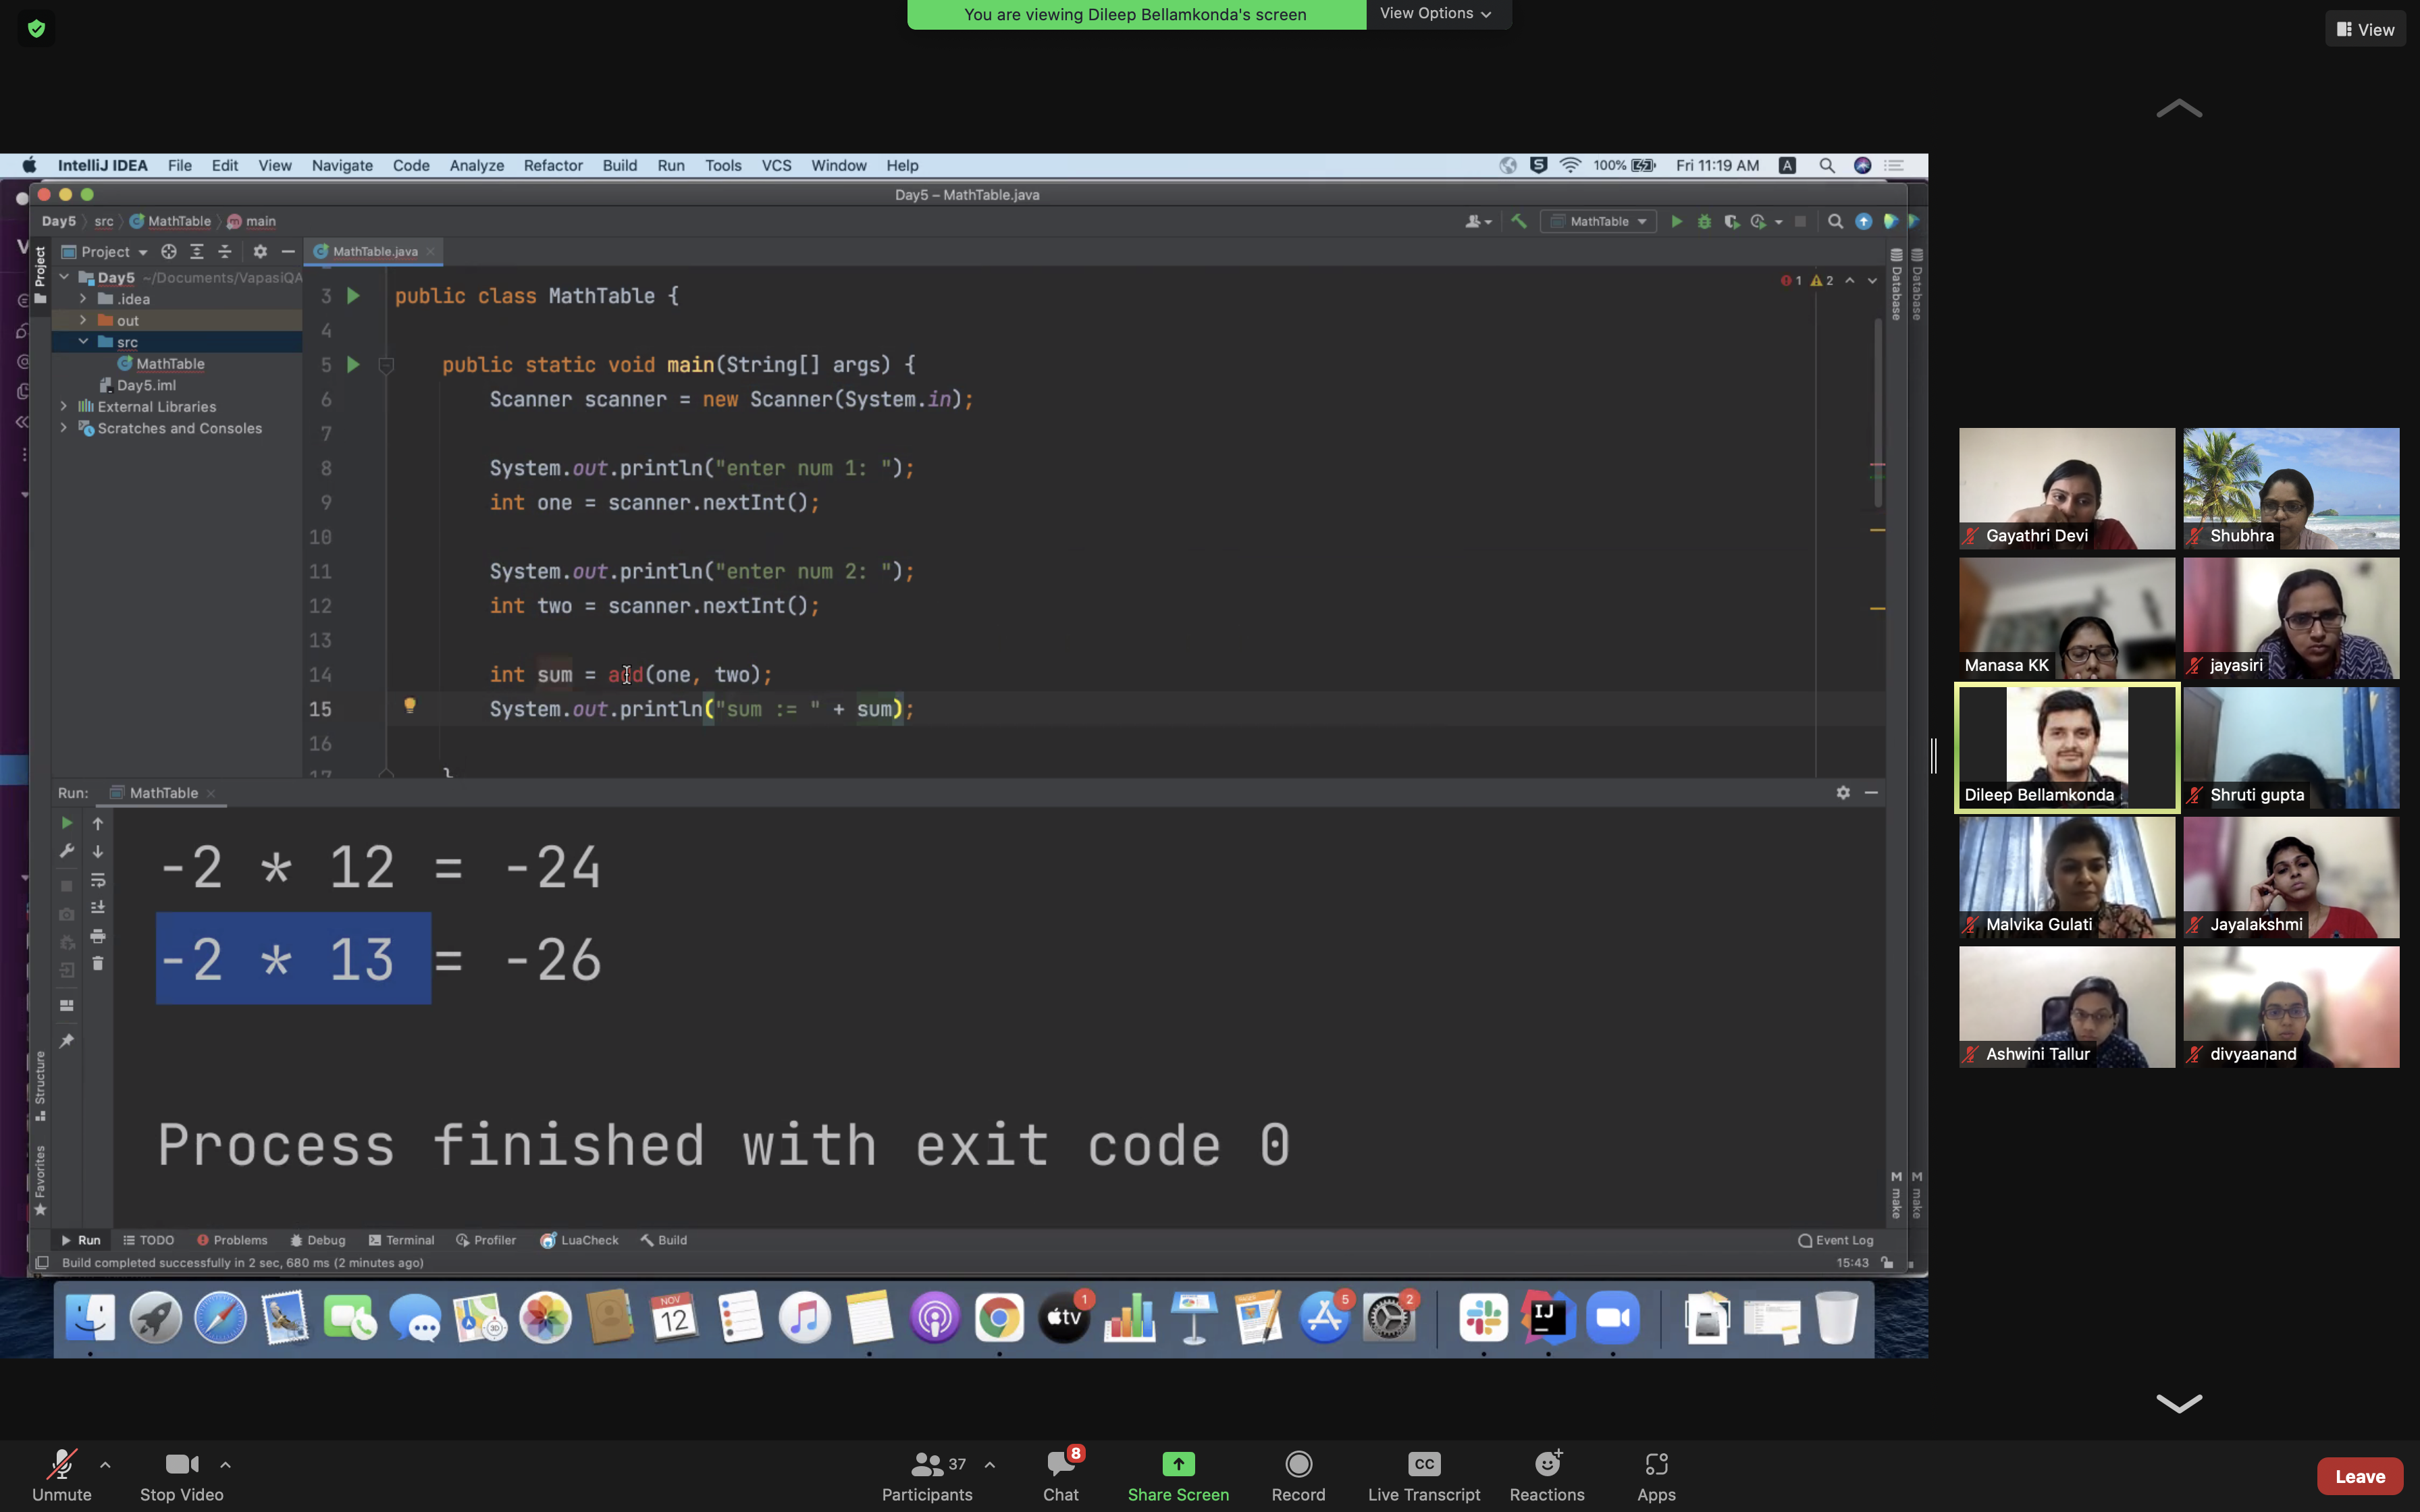 You are viewing Dileep Bellamkonda's screen
View Options
View
IntelliJ IDEA File Edit View Navigate Code Analyze Refactor Build Run Tools VCS Window Help
100% Fri 11:19 AM A
Day5 – MathTable.java
Day5 src MathTable main
MathTable
Project
Project
MathTable.java
Day5 ~/Documents/VapasiQA
.idea
out
src
MathTable
Day5.iml
External Libraries
Scratches and Consoles
1 2
Database
Database
3 public class MathTable {
4
5 public static void main(String[] args) {
6 Scanner scanner = new Scanner(System.in);
7
8 System.out.println("enter num 1: ");
9 int one = scanner.nextInt();
10
11 System.out.println("enter num 2: ");
12 int two = scanner.nextInt();
13
14 int sum = add(one, two);
15 System.out.println("sum := " + sum);
16
17 }
Run: MathTable
-2 * 12 = -24
-2 * 13 = -26
Process finished with exit code 0
Structure
Favorites
make
make
Run TODO Problems Debug Terminal Profiler LuaCheck Build
Event Log
Build completed successfully in 2 sec, 680 ms (2 minutes ago)
15:43
NOV
12
3D
tv
1
5
2
IJ
Gayathri Devi
Shubhra
Manasa KK
jayasiri
Dileep Bellamkonda
Shruti gupta
Malvika Gulati
Jayalakshmi
Ashwini Tallur
divyaanand
Unmute
Stop Video
37
Participants
8
Chat
Share Screen
Record
CC
Live Transcript
Reactions
Apps
Leave